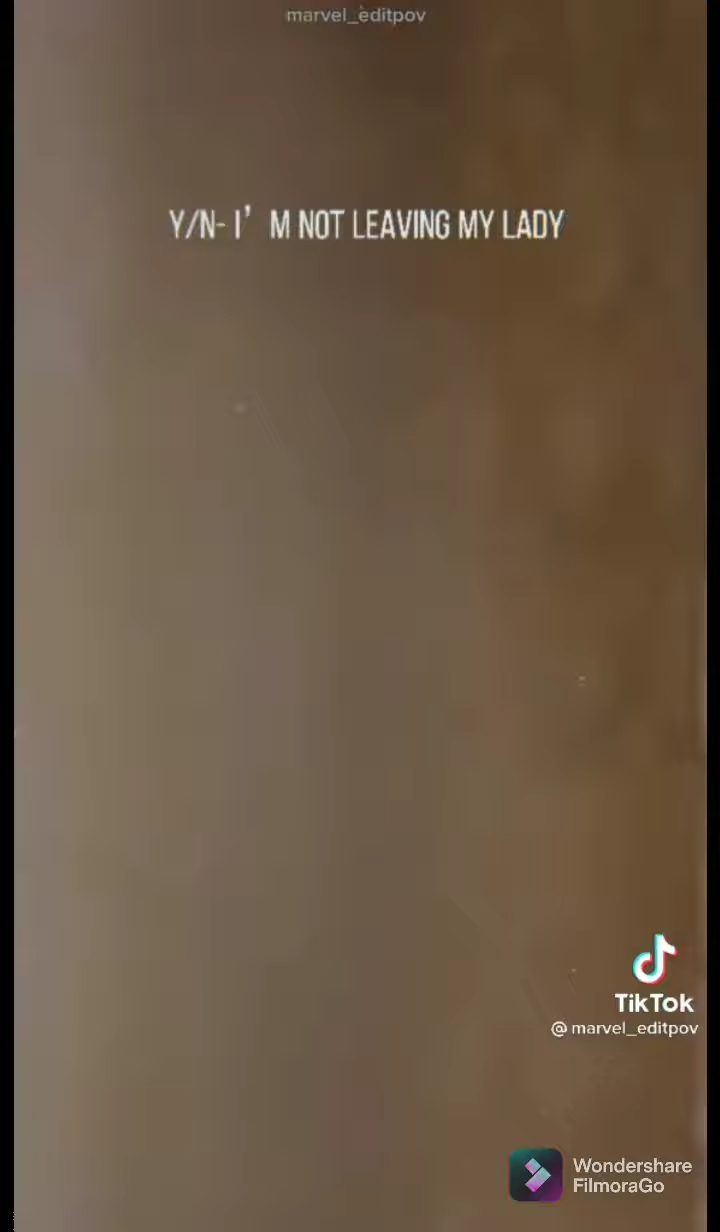 marvel_editpov
Y/N- I'M NOT LEAVING MY LADY
TikTok
@marvel_editpov
Wondershare
FilmoraGo